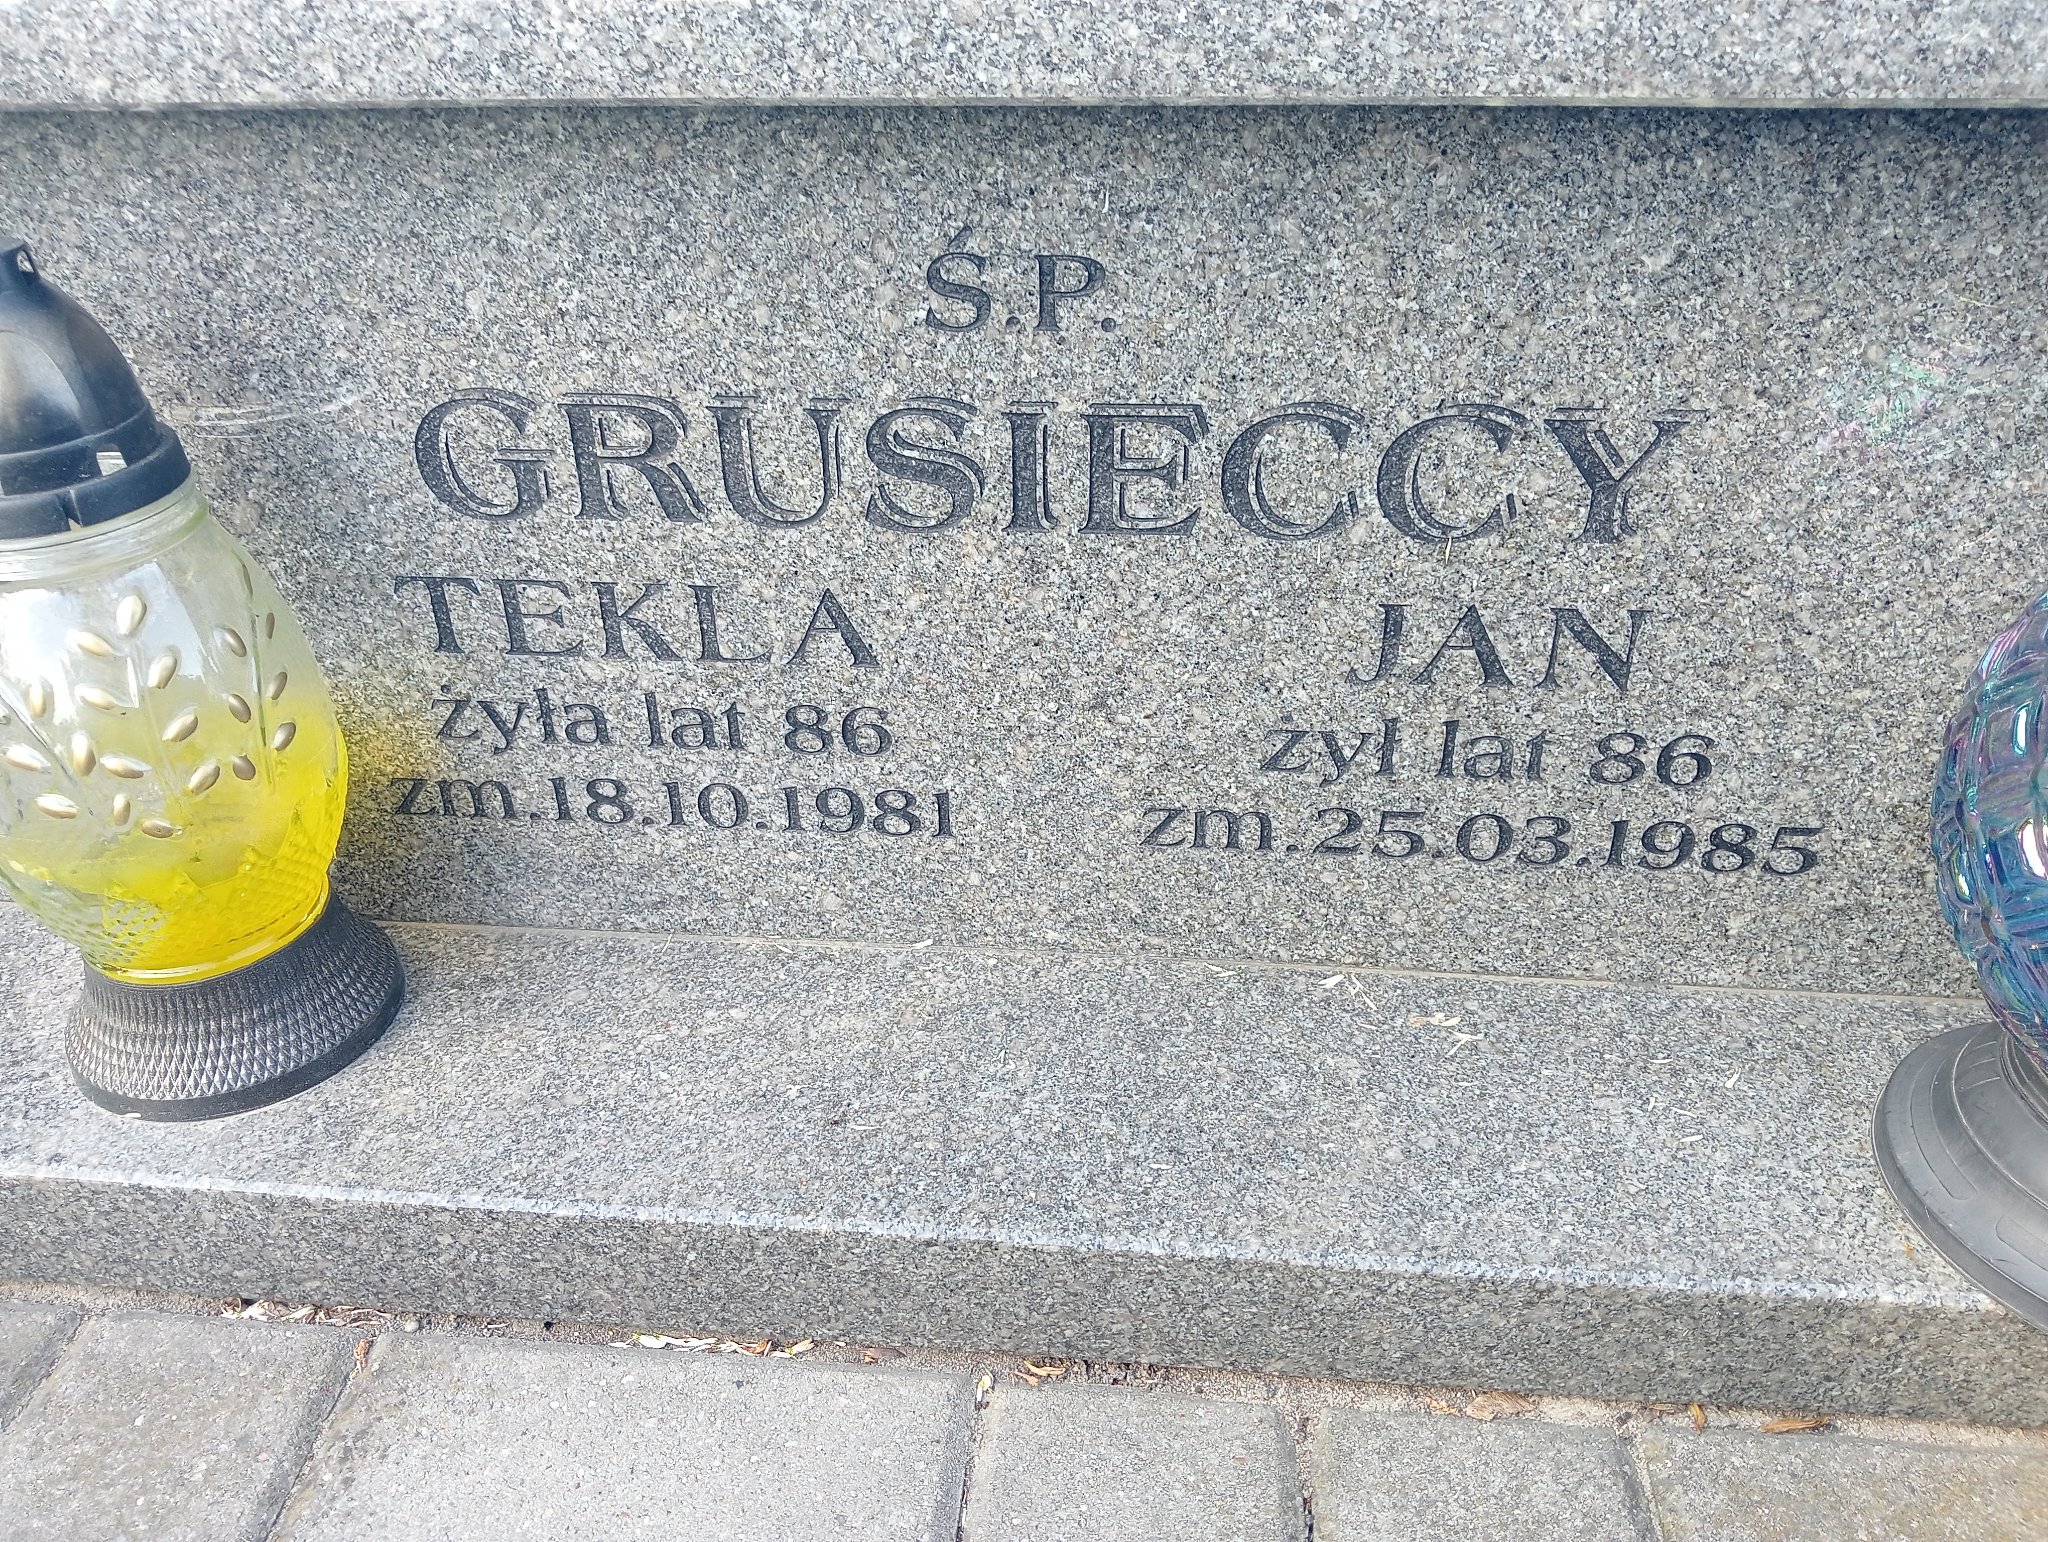 Ś.P.
GRUSIECCY
TEKLA
żyła lat 86
zm.18.10.1981
JAN
żył lat 86
zm.25.03.1985